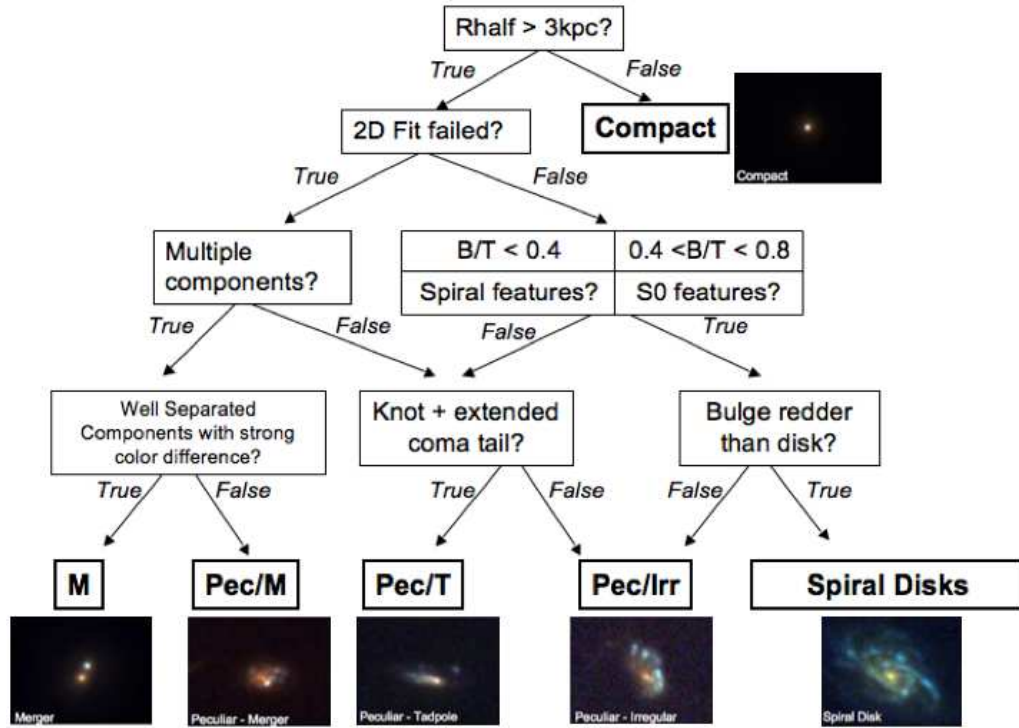 Rhalf > 3kpc?
True
False
2D Fit failed?
Compact
Compact
True
False
Multiple
components?
B/T < 0.4
0.4 <B/T < 0.8
Spiral features?
S0 features?
True
False
False
True
Well Separated
Components with strong
color difference?
Knot + extended
coma tail?
Bulge redder
than disk?
True
False
True
False
False
True
M
Pec/M
Pec/T
Pec/Irr
Spiral Disks
Merger
Peculiar - Merger
Peculiar - Tadpole
Peculiar - Irregular
Spiral Disk